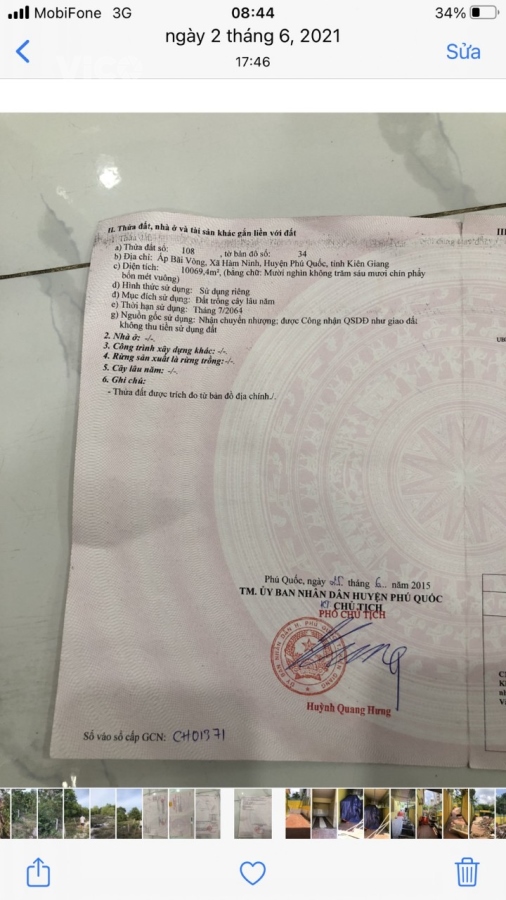 MobiFone 3G
08:44
34%
ngày 2 tháng 6, 2021
17:46
Sửa
II. Thửa đất, nhà ở và tài sản khác gắn liền với đất
a) Thửa đất số: 108 , tờ bản đồ số: 34
b) Địa chỉ: Ấp Bãi Vòng, Xã Hàm Ninh, Huyện Phú Quốc, tỉnh Kiên Giang
c) Diện tích: 10069,4m², (bằng chữ: Mười nghìn không trăm sáu mươi chín phẩy
bốn mét vuông)
d) Hình thức sử dụng: Sử dụng riêng
đ) Mục đích sử dụng: Đất trồng cây lâu năm
e) Thời hạn sử dụng: Tháng 7/2064
g) Nguồn gốc sử dụng: Nhận chuyển nhượng; được Công nhận QSDĐ như giao đất
không thu tiền sử dụng đất
2. Nhà ở: -/-
3. Công trình xây dựng khác: -/-
4. Rừng sản xuất là rừng trồng: -/-
5. Cây lâu năm: -/-
6. Ghi chú:
- Thửa đất được trích đo từ bản đồ địa chính./.
Phú Quốc, ngày 25 tháng 6 năm 2015
TM. ỦY BAN NHÂN DÂN HUYỆN PHÚ QUỐC
KT CHỦ TỊCH
PHÓ CHỦ TỊCH
Huỳnh Quang Hưng
Số vào sổ cấp GCN: CH01371